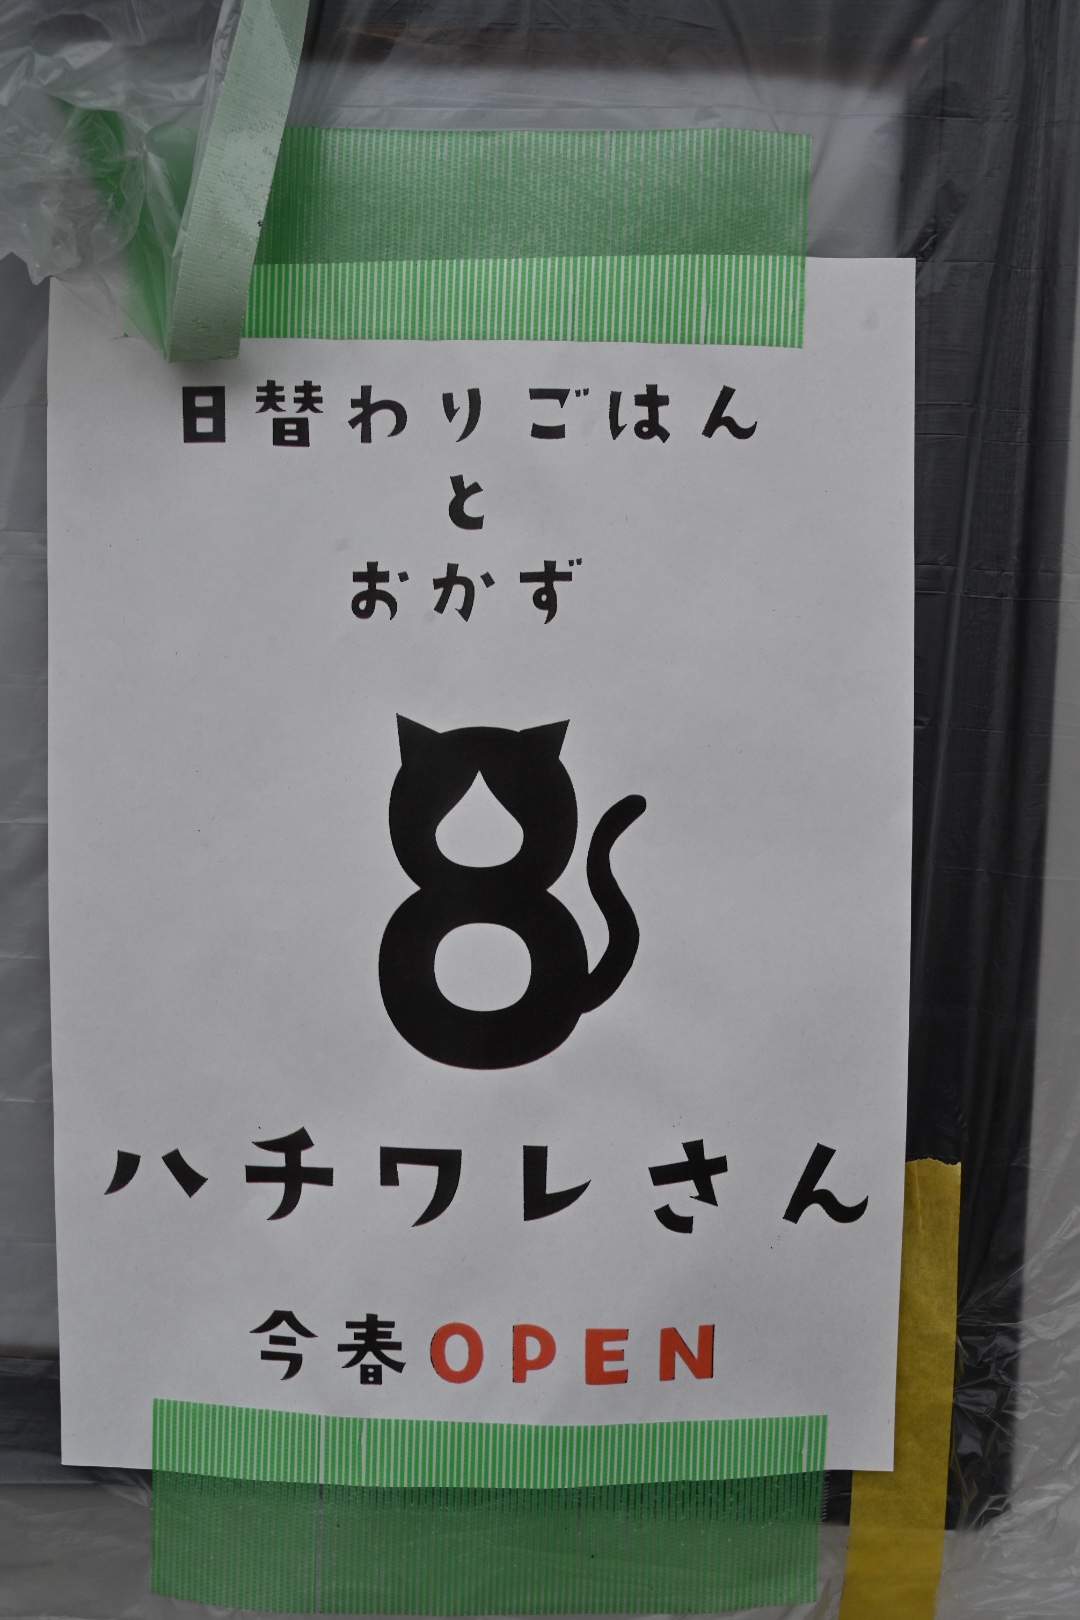 日替わりごはん
と
おかず
8
ハチワレさん
今春OPEN